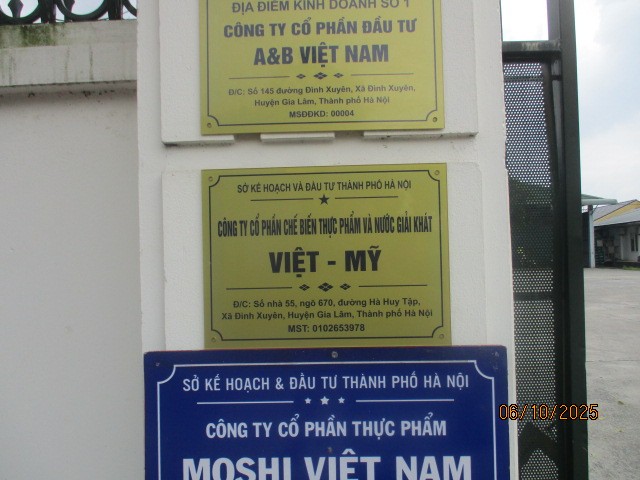 ĐỊA ĐIỂM KINH DOANH SỐ 1
CÔNG TY CỔ PHẦN ĐẦU TƯ
A&B VIỆT NAM
Đ/C: Số 145 đường Đình Xuyên, Xã Đình Xuyên,
Huyện Gia Lâm, Thành phố Hà Nội
MSĐĐKD: 00004
SỞ KẾ HOẠCH VÀ ĐẦU TƯ THÀNH PHỐ HÀ NỘI
CÔNG TY CỔ PHẦN CHẾ BIẾN THỰC PHẨM VÀ NƯỚC GIẢI KHÁT
VIỆT - MỸ
Đ/C: Số nhà 55, ngõ 670, đường Hà Huy Tập,
Xã Đình Xuyên, Huyện Gia Lâm, Thành phố Hà Nội
MST: 0102653978
SỞ KẾ HOẠCH & ĐẦU TƯ THÀNH PHỐ HÀ NỘI
CÔNG TY CỔ PHẦN THỰC PHẨM
MOSHI VIỆT NAM
06/10/2025